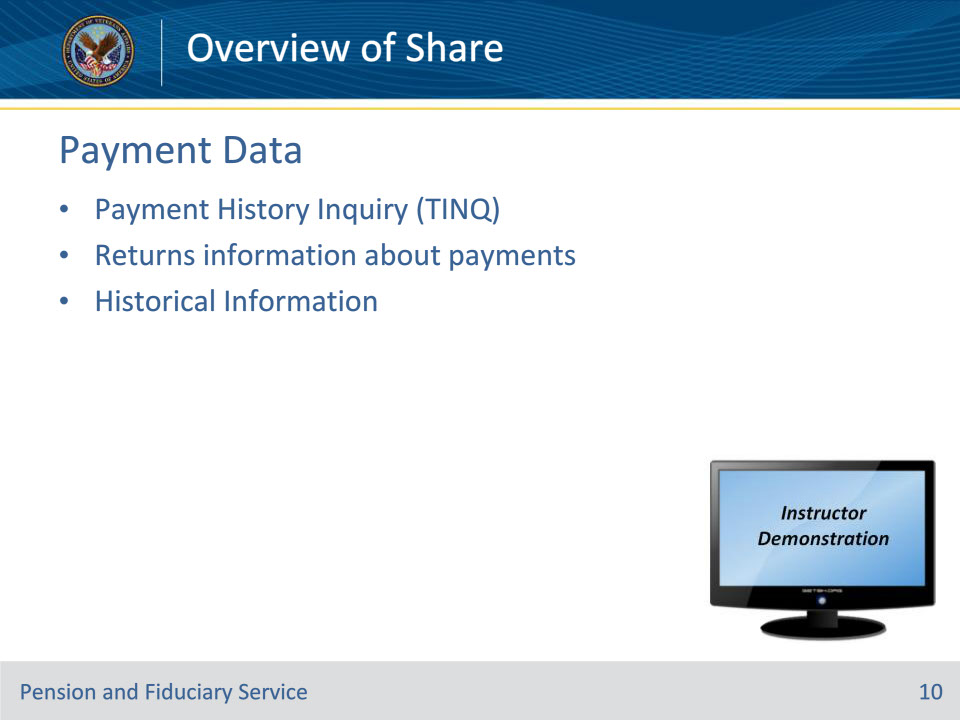 Overview of Share
Payment Data
• Payment History Inquiry (TINQ)
• Returns information about payments
• Historical Information
Instructor
Demonstration
Pension and Fiduciary Service
10